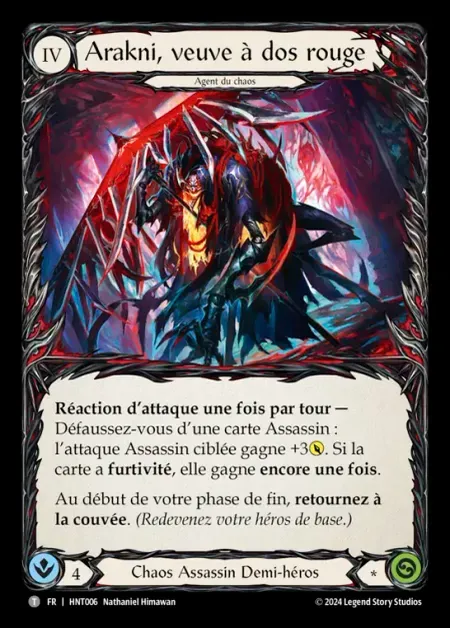 IV
Arakni, veuve à dos rouge
Agent du chaos
Réaction d'attaque une fois par tour —
Défaussez-vous d'une carte Assassin :
l'attaque Assassin ciblée gagne +3. Si la
carte a furtivité, elle gagne encore une fois.
Au début de votre phase de fin, retournez à
la couvée. (Redevenez votre héros de base.)
4
Chaos Assassin Demi-héros
*
T FR | HNT006 Nathaniel Himawan
© 2024 Legend Story Studios